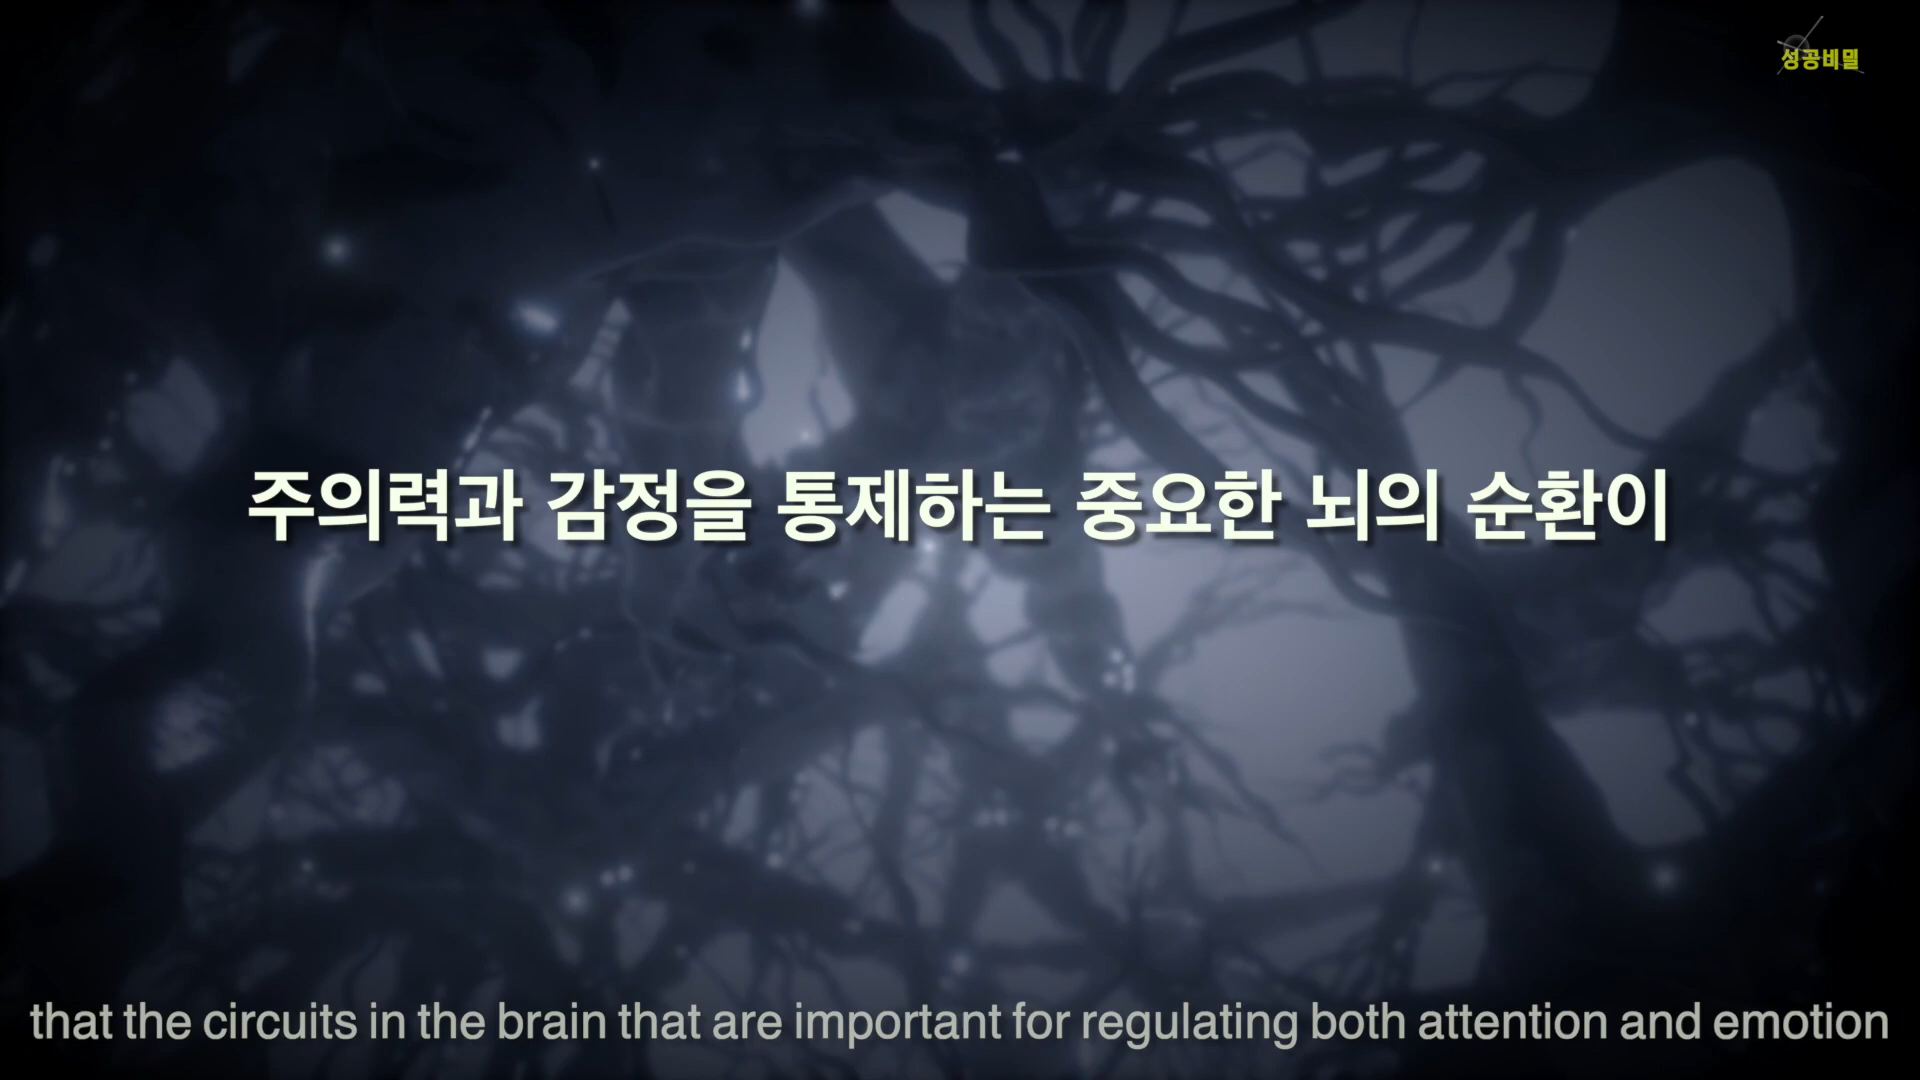 성공비밀
주의력과 감정을 통제하는 중요한 뇌의 순환이
that the circuits in the brain that are important for regulating both attention and emotion